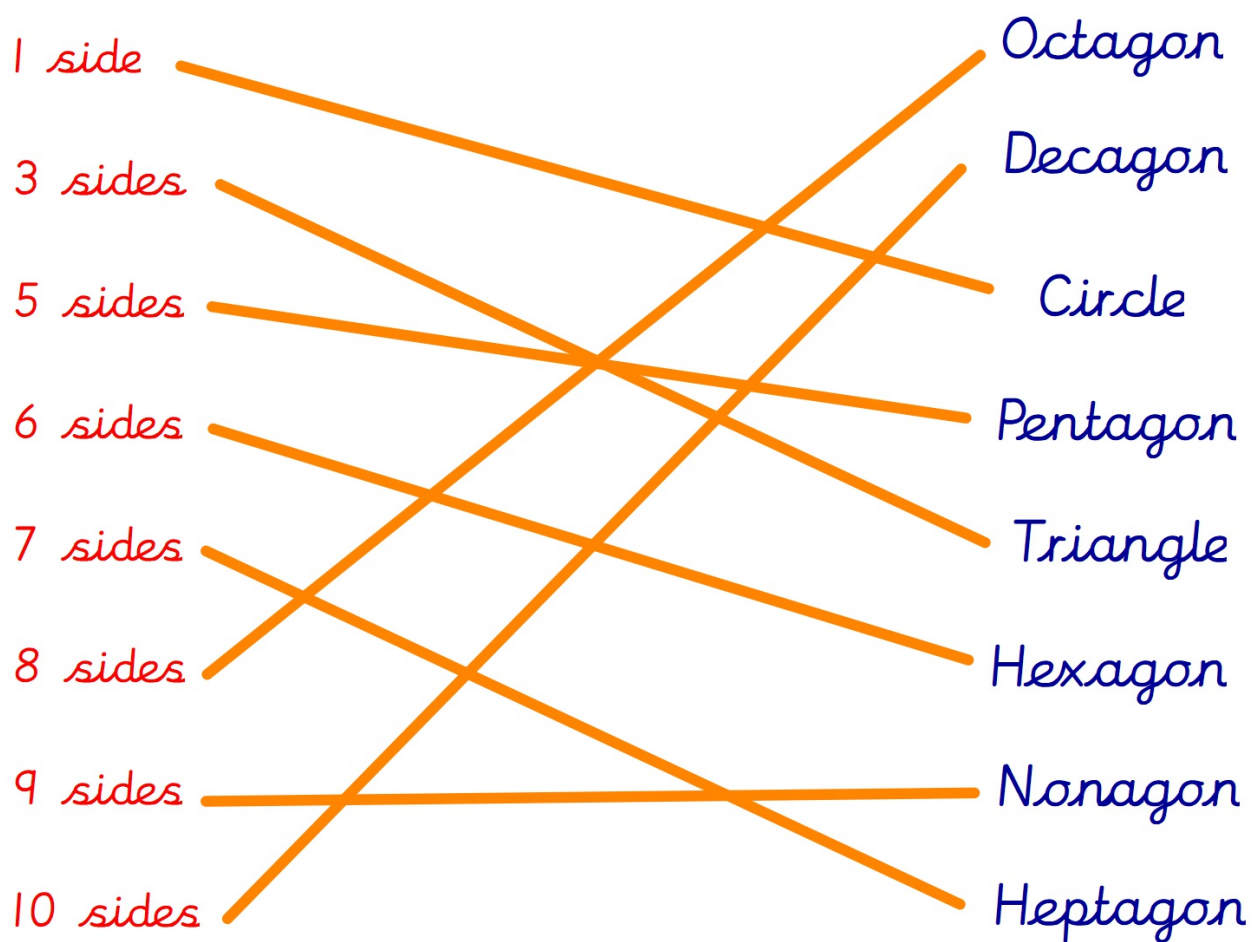 1 side
3 sides
5 sides
6 sides
7 sides
8 sides
9 sides
10 sides
Octagon
Decagon
Circle
Pentagon
Triangle
Hexagon
Nonagon
Heptagon